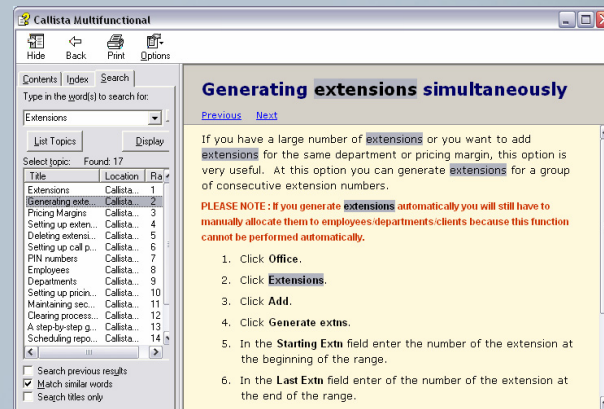 Callista Multifunctional
Hide Back Print Options
Contents Index Search
Type in the word(s) to search for:
Extensions
List Topics Display
Select topic: Found: 17
Title Location Ra
Extensions Callista... 1
Generating exte... Callista... 2
Pricing Margins Callista... 3
Setting up exten... Callista... 4
Deleting extensi... Callista... 5
Setting up call p... Callista... 6
PIN numbers Callista... 7
Employees Callista... 8
Departments Callista... 9
Setting up pricin... Callista... 10
Maintaining sec... Callista... 11
Clearing process... Callista... 12
A step-by-step g... Callista... 13
Scheduling repo... Callista... 14
Search previous results
Match similar words
Search titles only
Generating extensions simultaneously
Previous Next
If you have a large number of extensions or you want to add
extensions for the same department or pricing margin, this option is
very useful. At this option you can generate extensions for a group
of consecutive extension numbers.
PLEASE NOTE : If you generate extensions automatically you will still have to
manually allocate them to employees/departments/clients because this function
cannot be performed automatically.
1. Click Office.
2. Click Extensions.
3. Click Add.
4. Click Generate extns.
5. In the Starting Extn field enter the number of the extension at
the beginning of the range.
6. In the Last Extn field enter of the number of the extension at
the end of the range.